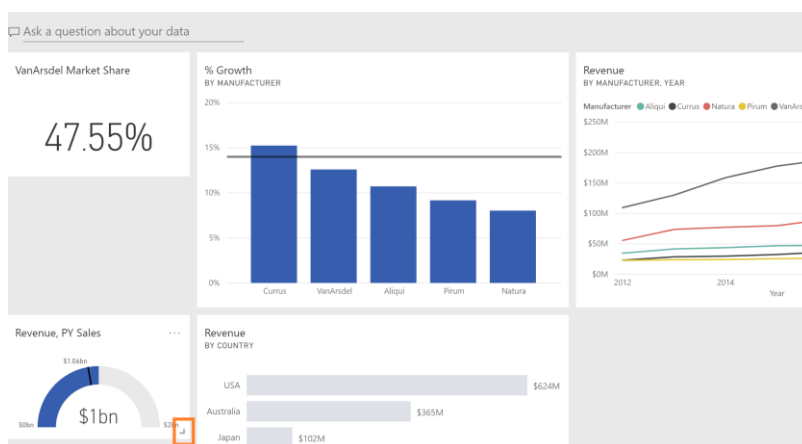 Ask a question about your data
VanArsdel Market Share
47.55%
% Growth
BY MANUFACTURER
20%
15%
10%
5%
0%
Currus VanArsdel Aliqui Pirum Natura
Revenue
BY MANUFACTURER, YEAR
Manufacturer Aliqui Currus Natura Pirum VanArs
$250M
$200M
$150M
$100M
$50M
$0M
2012 2014
Year
Revenue, PY Sales
...
$1.06bn
$1bn
$0bn $2bn
Revenue
BY COUNTRY
USA $624M
Australia $365M
Japan $102M